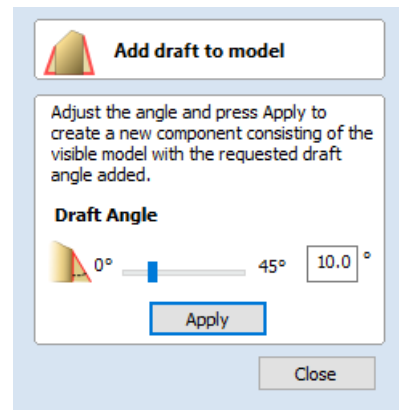 Add draft to model
Adjust the angle and press Apply to
create a new component consisting of the
visible model with the requested draft
angle added.
Draft Angle
0° 45° 10.0 °
Apply
Close